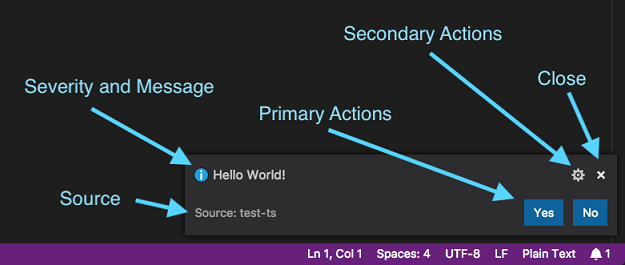 Secondary Actions
Severity and Message
Close
Primary Actions
Hello World!
Source
Source: test-ts
Yes No
Ln 1, Col 1 Spaces: 4 UTF-8 LF Plain Text 1